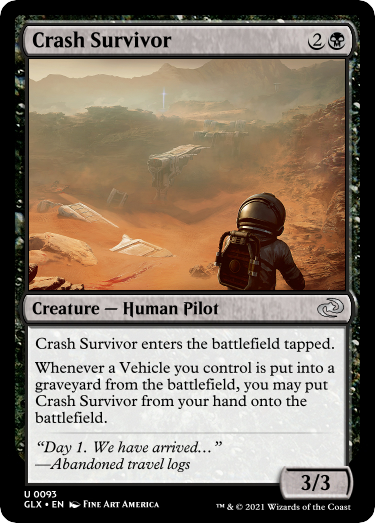 Crash Survivor 2
Creature — Human Pilot
Crash Survivor enters the battlefield tapped.
Whenever a Vehicle you control is put into a
graveyard from the battlefield, you may put
Crash Survivor from your hand onto the
battlefield.
“Day 1. We have arrived…”
—Abandoned travel logs
3/3
U 0093
GLX • EN Fine Art America
™ & © 2021 Wizards of the Coast